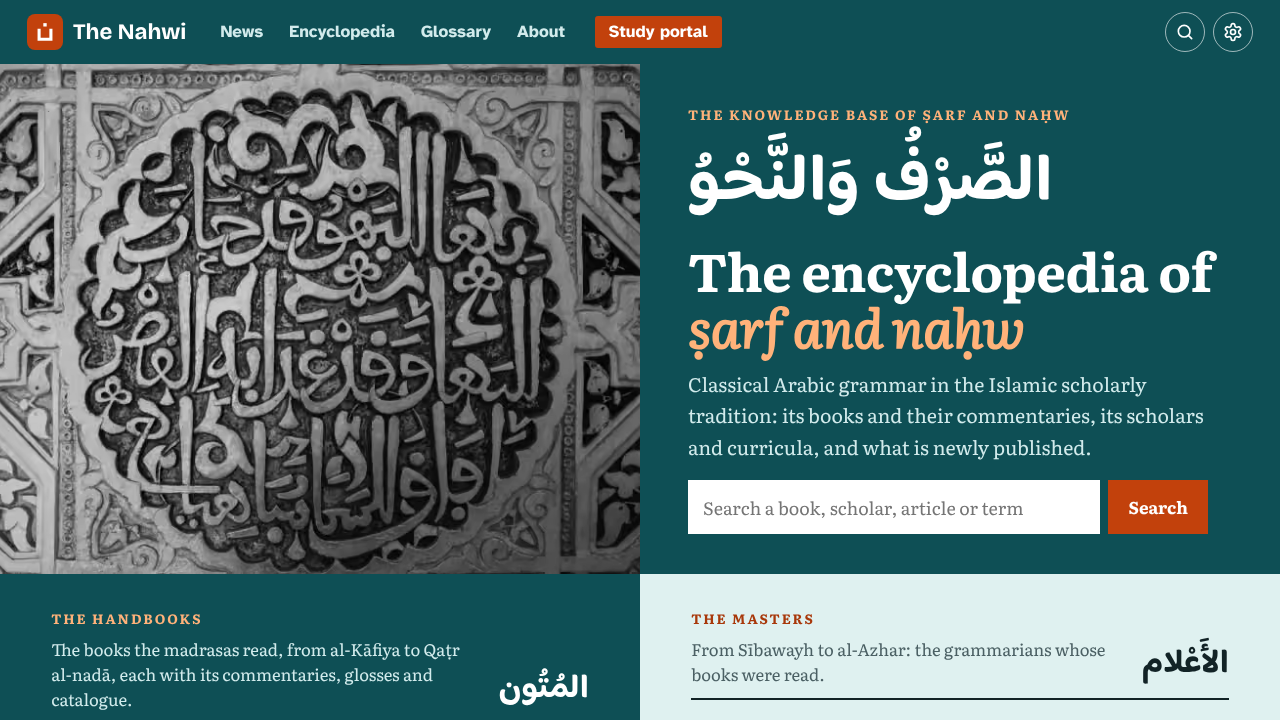 ن The Nahwi
News
Encyclopedia
Glossary
About
Study portal
THE KNOWLEDGE BASE OF ṢARF AND NAḤW
الصَّرْفُ وَالنَّحْوُ
The encyclopedia of
ṣarf and naḥw
Classical Arabic grammar in the Islamic scholarly
tradition: its books and their commentaries, its scholars
and curricula, and what is newly published.
Search a book, scholar, article or term
Search
THE HANDBOOKS
The books the madrasas read, from al-Kāfiya to Qaṭr
al-nadā, each with its commentaries, glosses and
catalogue.
المُتُون
THE MASTERS
From Sībawayh to al-Azhar: the grammarians whose
books were read.
الأَعْلام